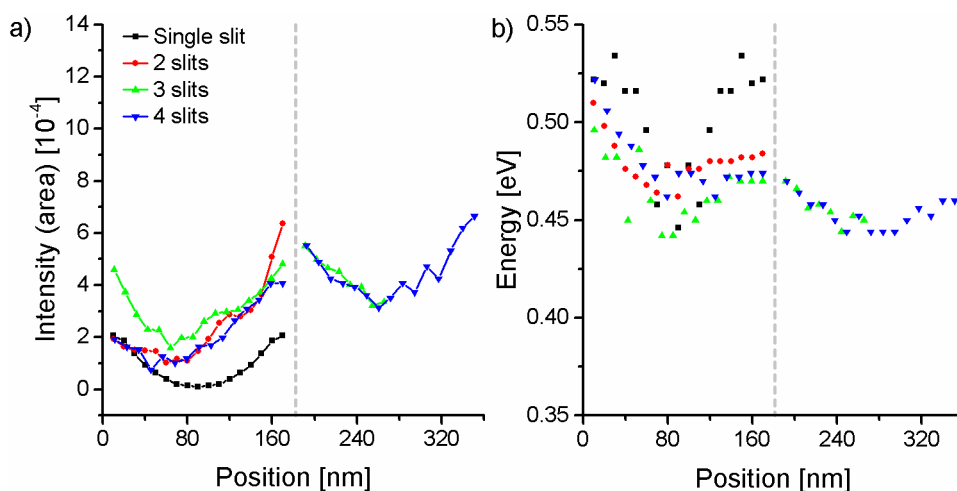 a)
Intensity (area) [10⁻⁴]
14
12
10
8
6
4
2
0
Single slit
2 slits
3 slits
4 slits
0 80 160 240 320
Position [nm]
b)
Energy [eV]
0.55
0.50
0.45
0.40
0.35
0 80 160 240 320
Position [nm]